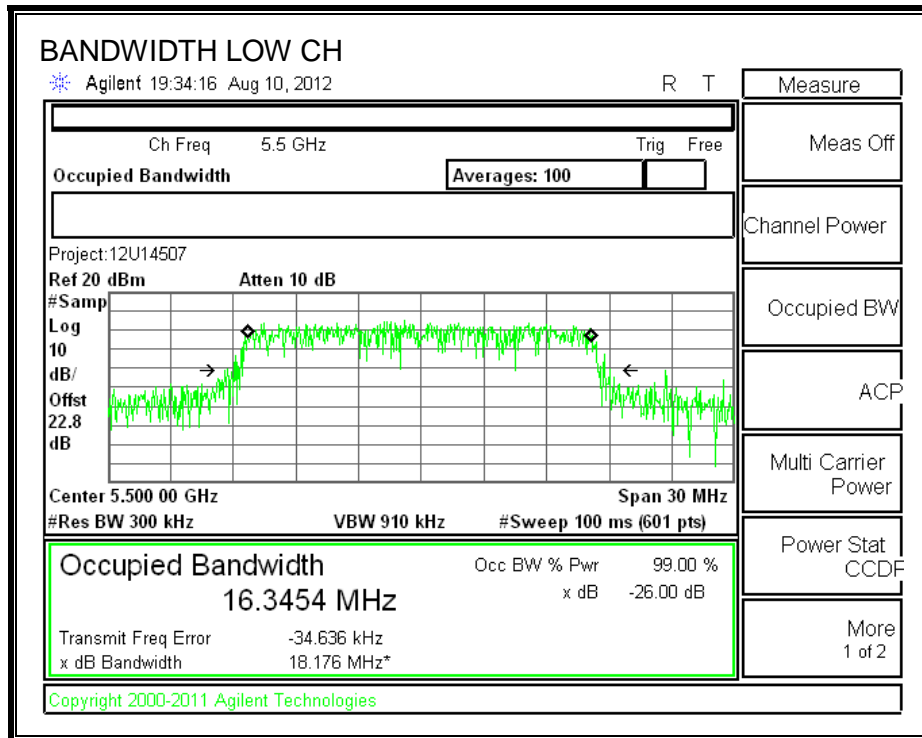 BANDWIDTH LOW CH
Agilent 19:34:16 Aug 10, 2012 R T
Measure
Ch Freq 5.5 GHz Trig Free
Occupied Bandwidth Averages: 100
Project:12U14507
Ref 20 dBm Atten 10 dB
#Samp
Log
10
dB/
Offst
22.8
dB
Center 5.500 00 GHz Span 30 MHz
#Res BW 300 kHz VBW 910 kHz #Sweep 100 ms (601 pts)
Occupied Bandwidth
16.3454 MHz
Occ BW % Pwr 99.00 %
x dB -26.00 dB
Transmit Freq Error -34.636 kHz
x dB Bandwidth 18.176 MHz*
Copyright 2000-2011 Agilent Technologies
Meas Off
Channel Power
Occupied BW
ACP
Multi Carrier
Power
Power Stat
CCDF
More
1 of 2